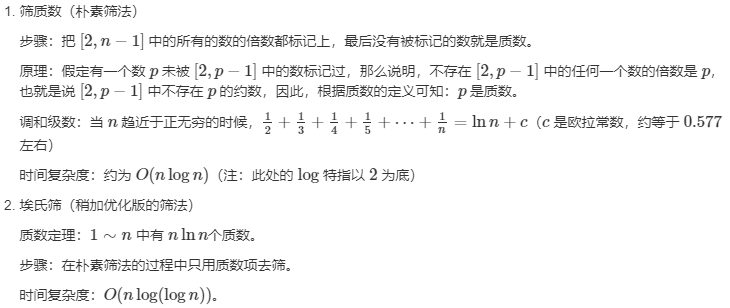 1. 筛质数（朴素筛法）
步骤：把 [2, n − 1] 中的所有的数的倍数都标记上，最后没有被标记的数就是质数。
原理：假定有一个数 p 未被 [2, p − 1] 中的数标记过，那么说明，不存在 [2, p − 1] 中的任何一个数的倍数是 p，
也就是说 [2, p − 1] 中不存在 p 的约数，因此，根据质数的定义可知：p 是质数。
调和级数：当 n 趋近于正无穷的时候，1/2 + 1/3 + 1/4 + 1/5 + ⋯ + 1/n = ln n + c（c 是欧拉常数，约等于 0.577
左右）
时间复杂度：约为 O(n log n)（注：此处的 log 特指以 2 为底）
2. 埃氏筛（稍加优化版的筛法）
质数定理：1 ∼ n 中有 n ln n个质数。
步骤：在朴素筛法的过程中只用质数项去筛。
时间复杂度：O(n log(log n))。